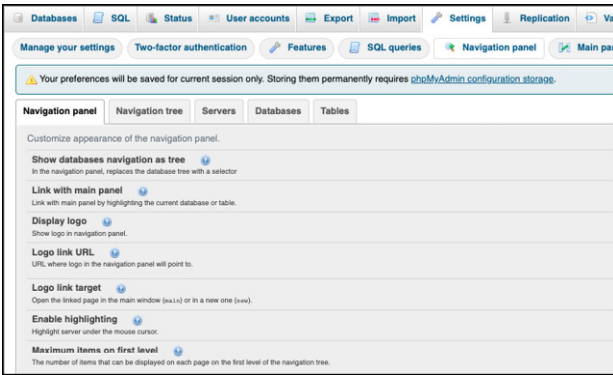 Databases SQL Status User accounts Export Import Settings Replication Va
Manage your settings Two-factor authentication Features SQL queries Navigation panel Main pan
Your preferences will be saved for current session only. Storing them permanently requires phpMyAdmin configuration storage.
Navigation panel Navigation tree Servers Databases Tables
Customize appearance of the navigation panel.
Show databases navigation as tree
In the navigation panel, replaces the database tree with a selector
Link with main panel
Link with main panel by highlighting the current database or table.
Display logo
Show logo in navigation panel.
Logo link URL
URL where logo in the navigation panel will point to.
Logo link target
Open the linked page in the main window (main) or in a new one (new).
Enable highlighting
Highlight server under the mouse cursor.
Maximum items on first level
The number of items that can be displayed on each page on the first level of the navigation tree.